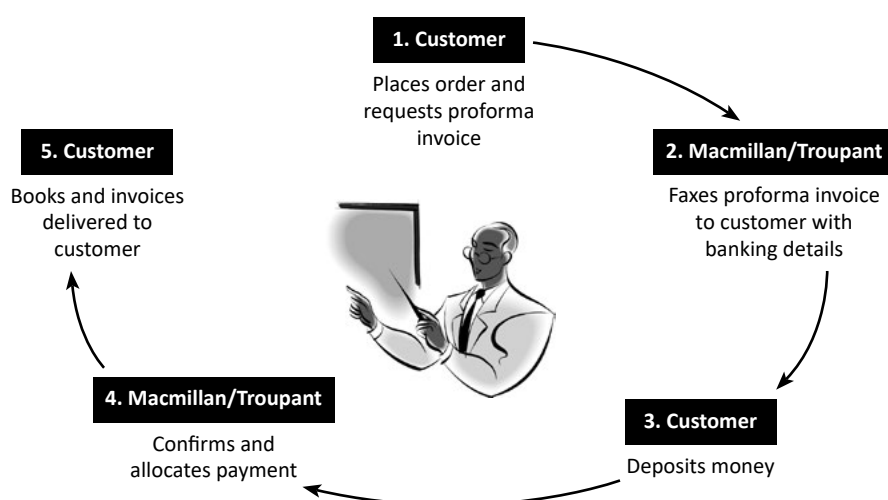 1. Customer
Places order and
requests proforma
invoice
2. Macmillan/Troupant
Faxes proforma invoice
to customer with
banking details
3. Customer
Deposits money
4. Macmillan/Troupant
Confirms and
allocates payment
5. Customer
Books and invoices
delivered to
customer